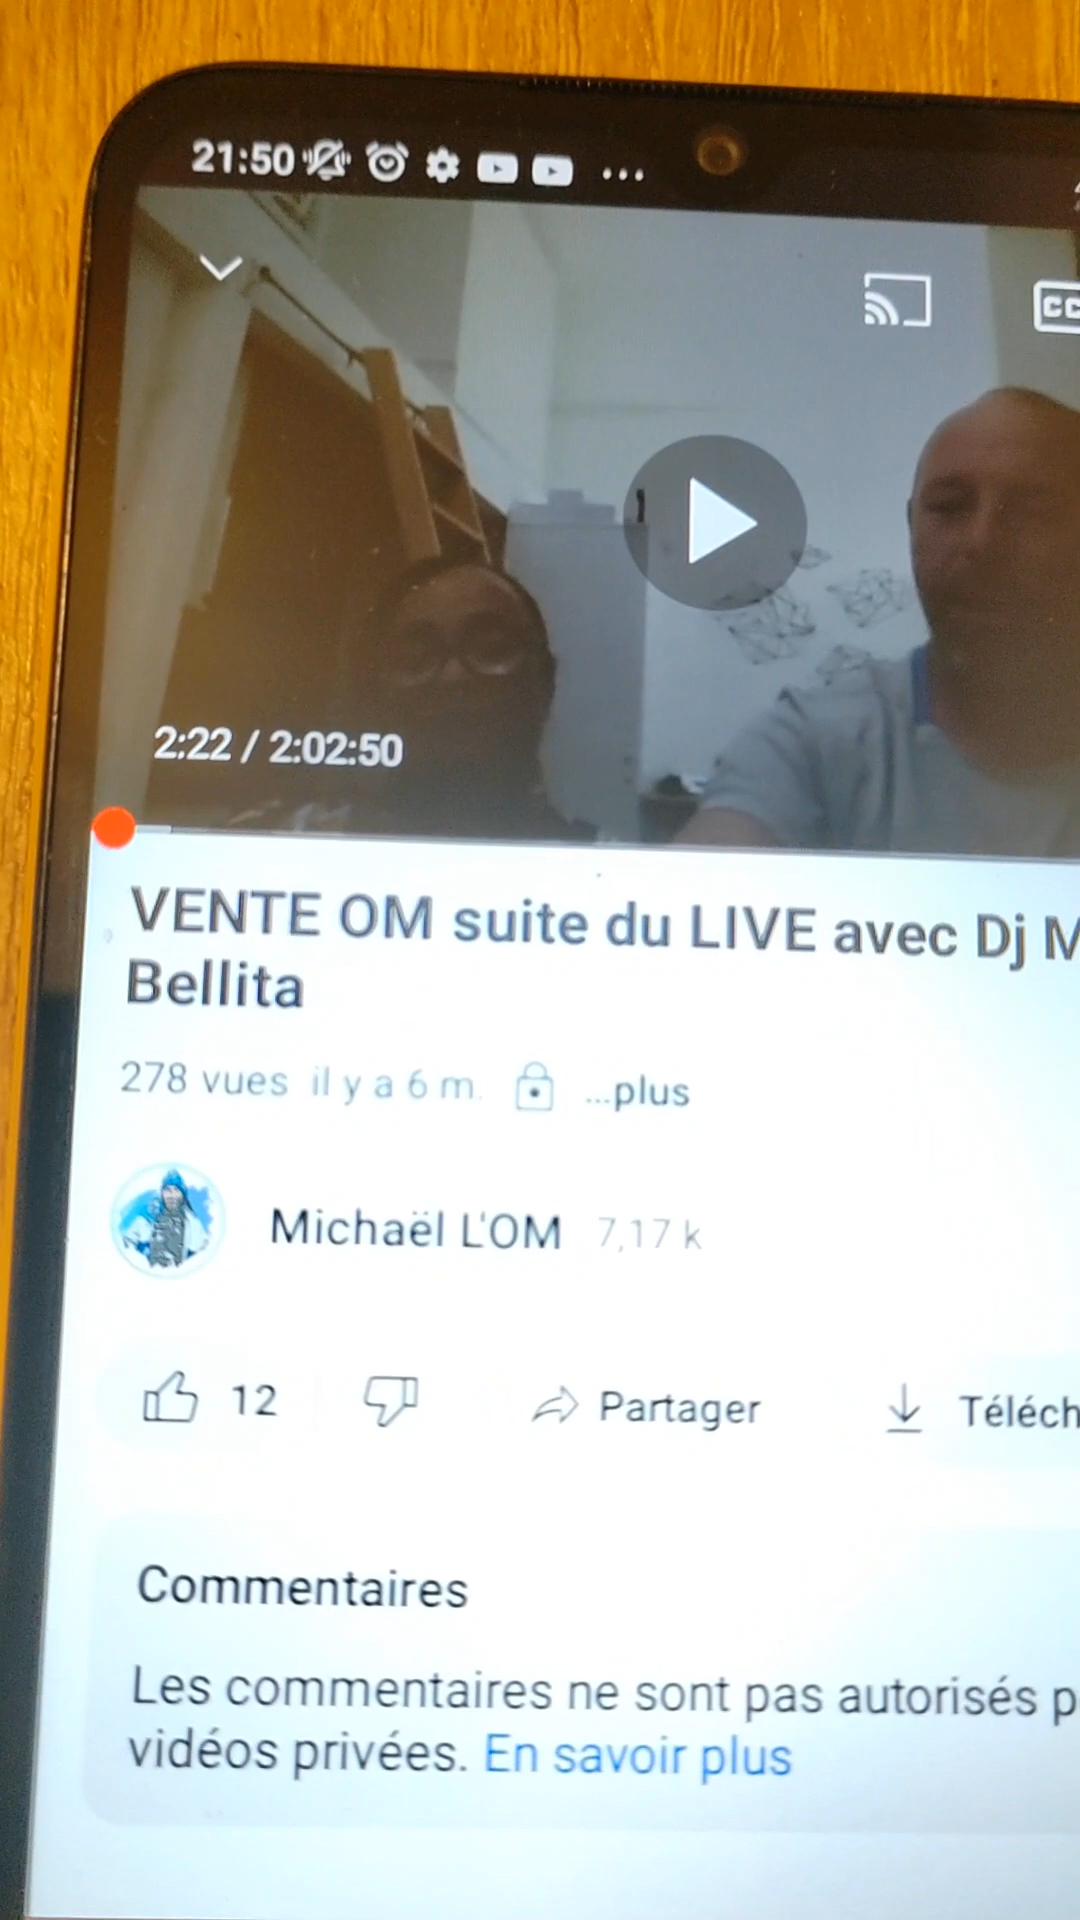 21:50
CC
2:22 / 2:02:50
VENTE OM suite du LIVE avec Dj M
Bellita
278 vues il y a 6 m. ...plus
Michaël L'OM 7,17 k
12 Partager Téléch
Commentaires
Les commentaires ne sont pas autorisés p
vidéos privées. En savoir plus